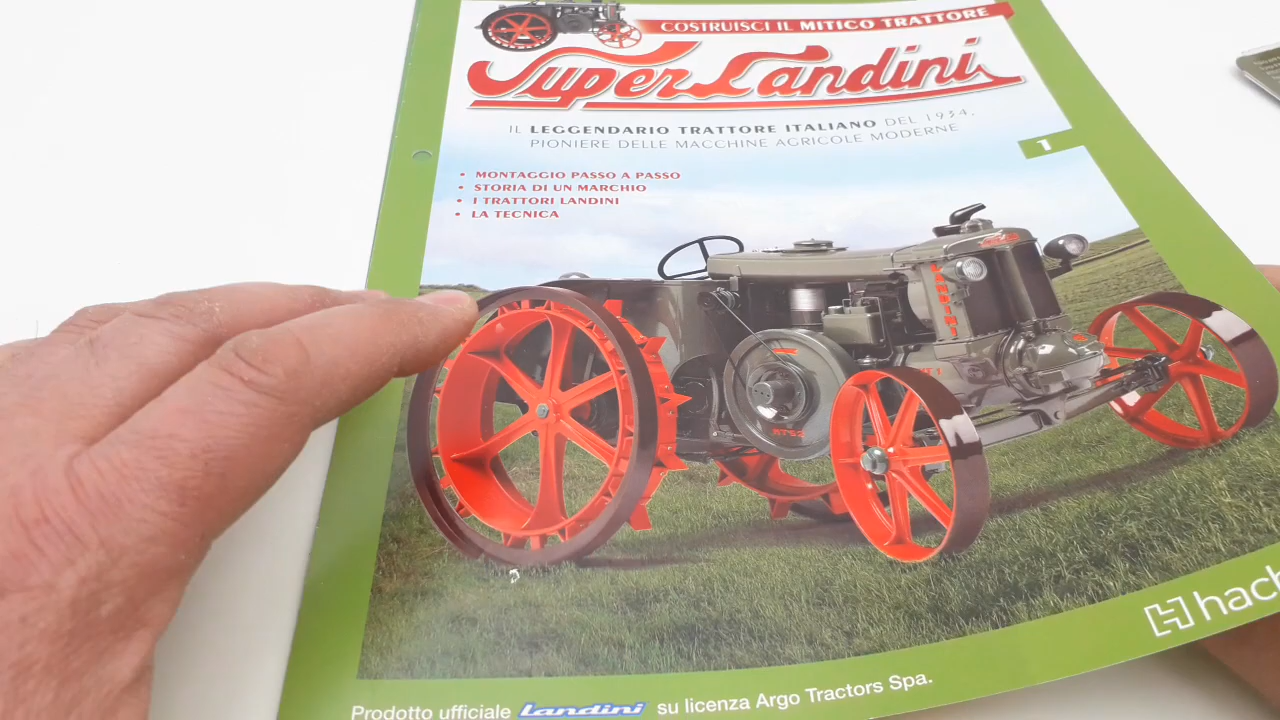 COSTRUISCI IL MITICO TRATTORE
Super Landini
IL LEGGENDARIO TRATTORE ITALIANO DEL 1934,
PIONIERE DELLE MACCHINE AGRICOLE MODERNE
1
• MONTAGGIO PASSO A PASSO
• STORIA DI UN MARCHIO
• I TRATTORI LANDINI
• LA TECNICA
LANDINI
hach
Prodotto ufficiale Landini su licenza Argo Tractors Spa.